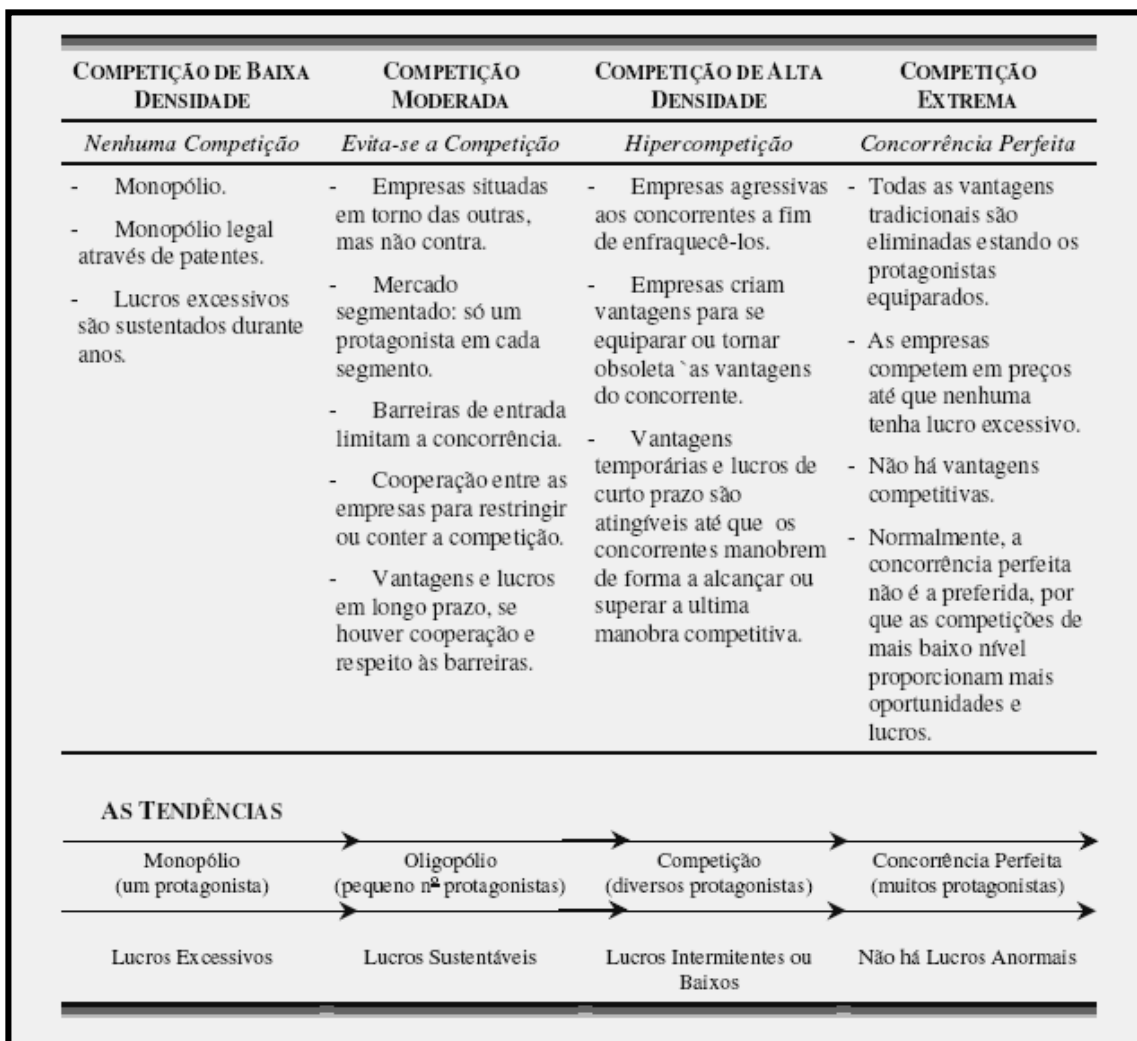 COMPETIÇÃO DE BAIXA
DENSIDADE
COMPETIÇÃO
MODERADA
COMPETIÇÃO DE ALTA
DENSIDADE
COMPETIÇÃO
EXTREMA
Nenhuma Competição
Evita-se a Competição
Hipercompetição
Concorrência Perfeita
- Monopólio.
- Monopólio legal
através de patentes.
- Lucros excessivos
são sustentados durante
anos.
- Empresas situadas
em torno das outras,
mas não contra.
- Mercado
segmentado: só um
protagonista em cada
segmento.
- Barreiras de entrada
limitam a concorrência.
- Cooperação entre as
empresas para restringir
ou conter a competição.
- Vantagens e lucros
em longo prazo, se
houver cooperação e
respeito às barreiras.
- Empresas agressivas
aos concorrentes a fim
de enfraquecê-los.
- Empresas criam
vantagens para se
equiparar ou tornar
obsoleta `as vantagens
do concorrente.
- Vantagens
temporárias e lucros de
curto prazo são
atingíveis até que os
concorrentes manobrem
de forma a alcançar ou
superar a ultima
manobra competitiva.
- Todas as vantagens
tradicionais são
eliminadas estando os
protagonistas
equiparados.
- As empresas
competem em preços
até que nenhuma
tenha lucro excessivo.
- Não há vantagens
competitivas.
- Normalmente, a
concorrência perfeita
não é a preferida, por
que as competições de
mais baixo nível
proporcionam mais
oportunidades e
lucros.
AS TENDÊNCIAS
Monopólio
(um protagonista)
Oligopólio
(pequeno nº protagonistas)
Competição
(diversos protagonistas)
Concorrência Perfeita
(muitos protagonistas)
Lucros Excessivos
Lucros Sustentáveis
Lucros Intermitentes ou
Baixos
Não há Lucros Anormais